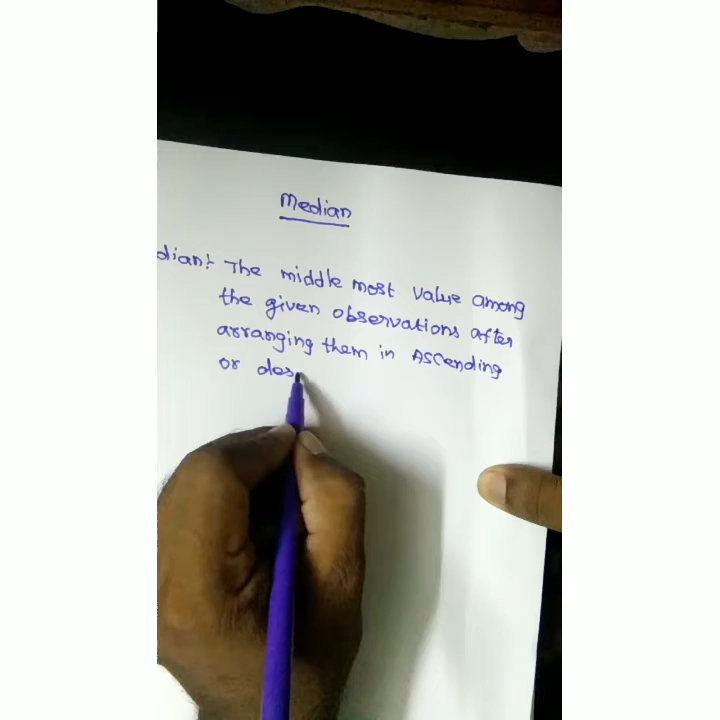 Median
dian:- The middle most value among
the given observations after
arranging them in Ascending
or des